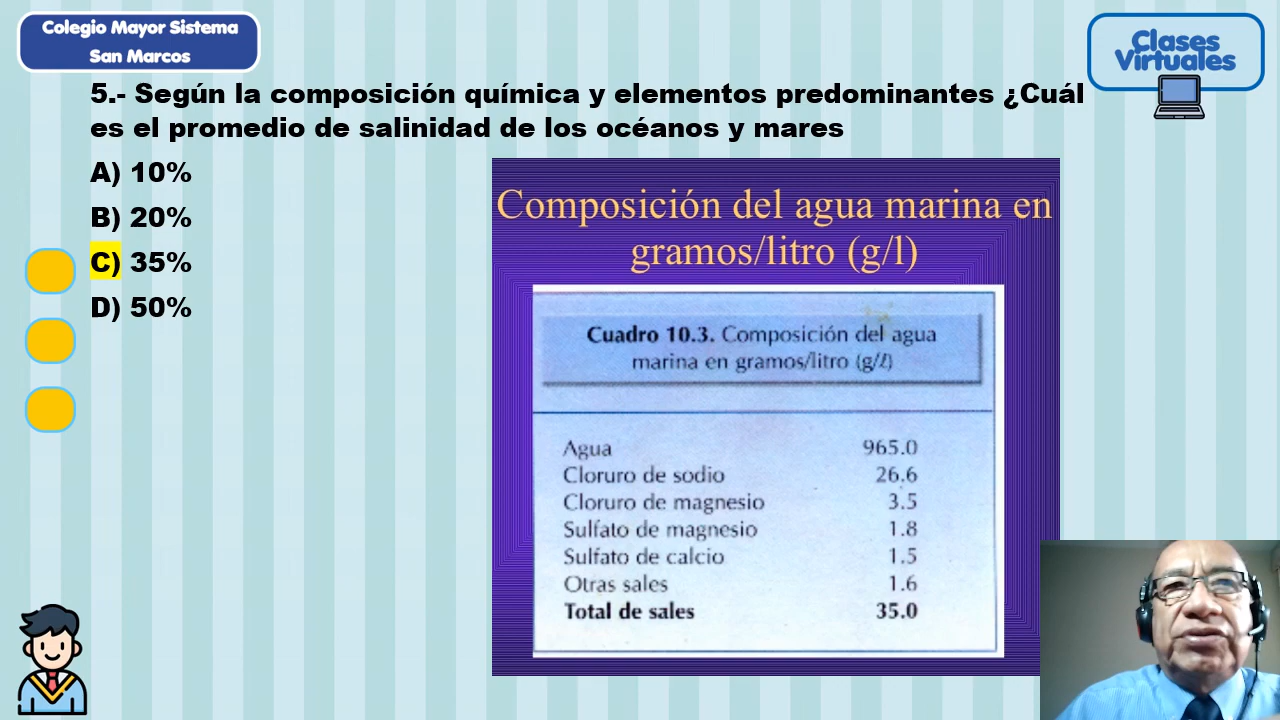 Colegio Mayor Sistema
San Marcos
Clases
Virtuales
5.- Según la composición química y elementos predominantes ¿Cuál
es el promedio de salinidad de los océanos y mares
A) 10%
B) 20%
C) 35%
D) 50%
Composición del agua marina en
gramos/litro (g/l)
Cuadro 10.3. Composición del agua
marina en gramos/litro (g/l)
Agua 965.0
Cloruro de sodio 26.6
Cloruro de magnesio 3.5
Sulfato de magnesio 1.8
Sulfato de calcio 1.5
Otras sales 1.6
Total de sales 35.0